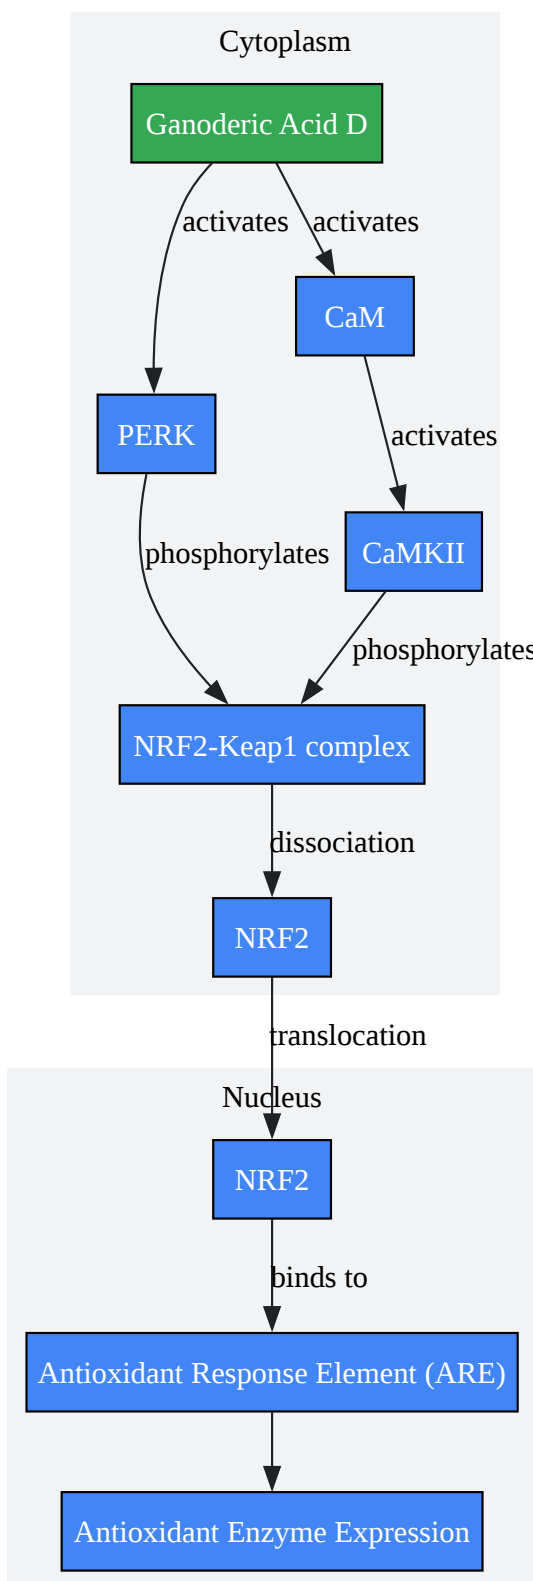 Cytoplasm
Ganoderic Acid D
activates
activates
CaM
PERK
activates
phosphorylates
CaMKII
phosphorylates
NRF2-Keap1 complex
dissociation
NRF2
translocation
Nucleus
NRF2
binds to
Antioxidant Response Element (ARE)
Antioxidant Enzyme Expression